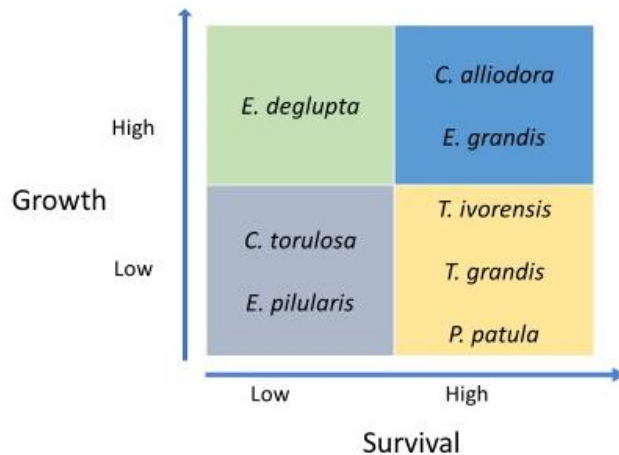 E. deglupta
C. alliodora
E. grandis
High
Growth
Low
C. torulosa
E. pilularis
T. ivorensis
T. grandis
P. patula
Low
High
Survival